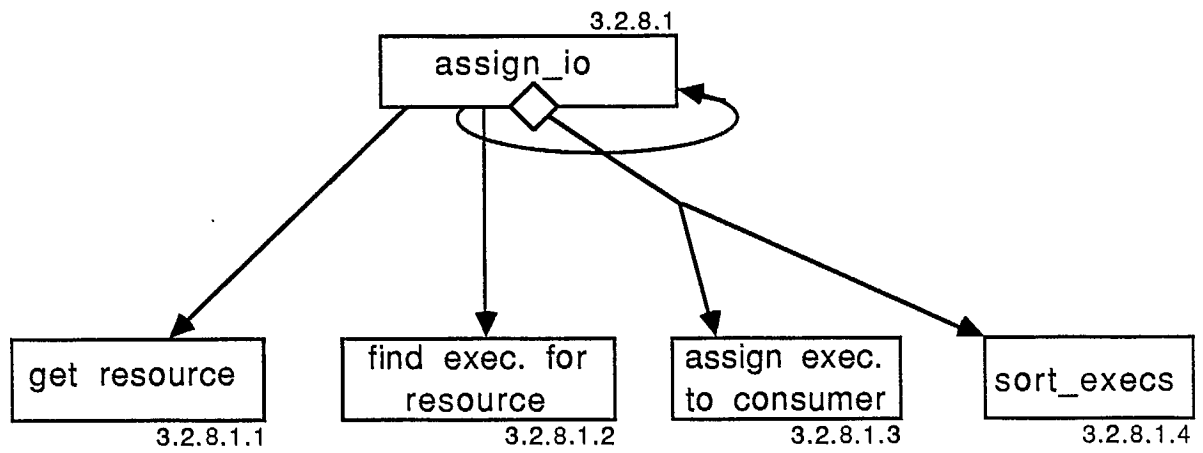 3.2.8.1
assign_io
get resource
3.2.8.1.1
find exec. for
resource
3.2.8.1.2
assign exec.
to consumer
3.2.8.1.3
sort_execs
3.2.8.1.4